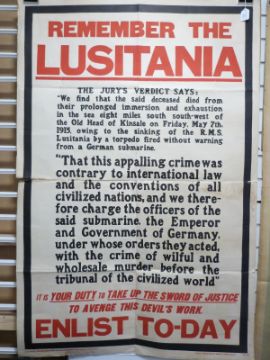 REMEMBER THE
LUSITANIA
THE JURY'S VERDICT SAYS:
"We find that the said deceased died from
their prolonged immersion and exhaustion
in the sea eight miles south south-west of
the Old Head of Kinsale on Friday, May 7th,
1915, owing to the sinking of the R.M.S.
Lusitania by a torpedo fired without warning
from a German submarine.
"That this appalling crime was
contrary to international law
and the conventions of all
civilized nations, and we there-
fore charge the officers of the
said submarine, the Emperor
and Government of Germany,
under whose orders they acted,
with the crime of wilful and
wholesale murder before the
tribunal of the civilized world"
IT IS YOUR DUTY TO TAKE UP THE SWORD OF JUSTICE
TO AVENGE THIS DEVIL'S WORK.
ENLIST TO-DAY